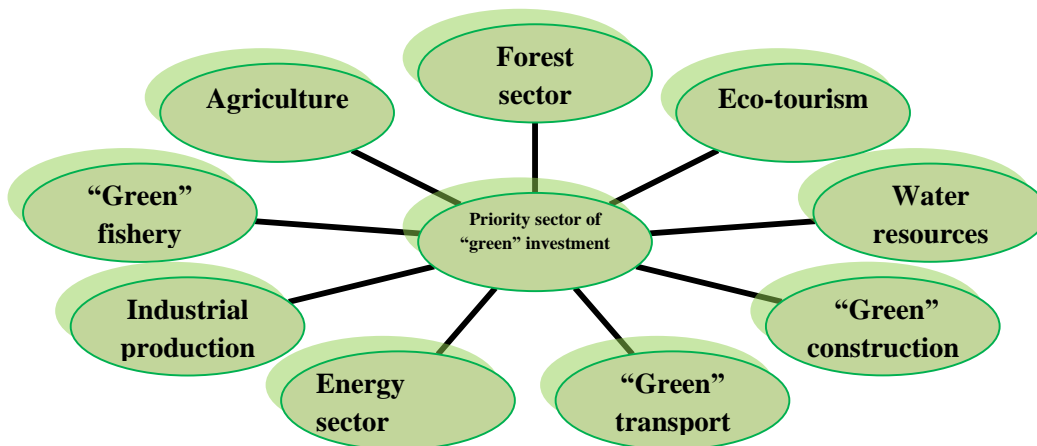 Forest
sector
Agriculture
Eco-tourism
“Green”
fishery
Priority sector of
“green” investment
Water
resources
Industrial
production
“Green”
construction
Energy
sector
“Green”
transport